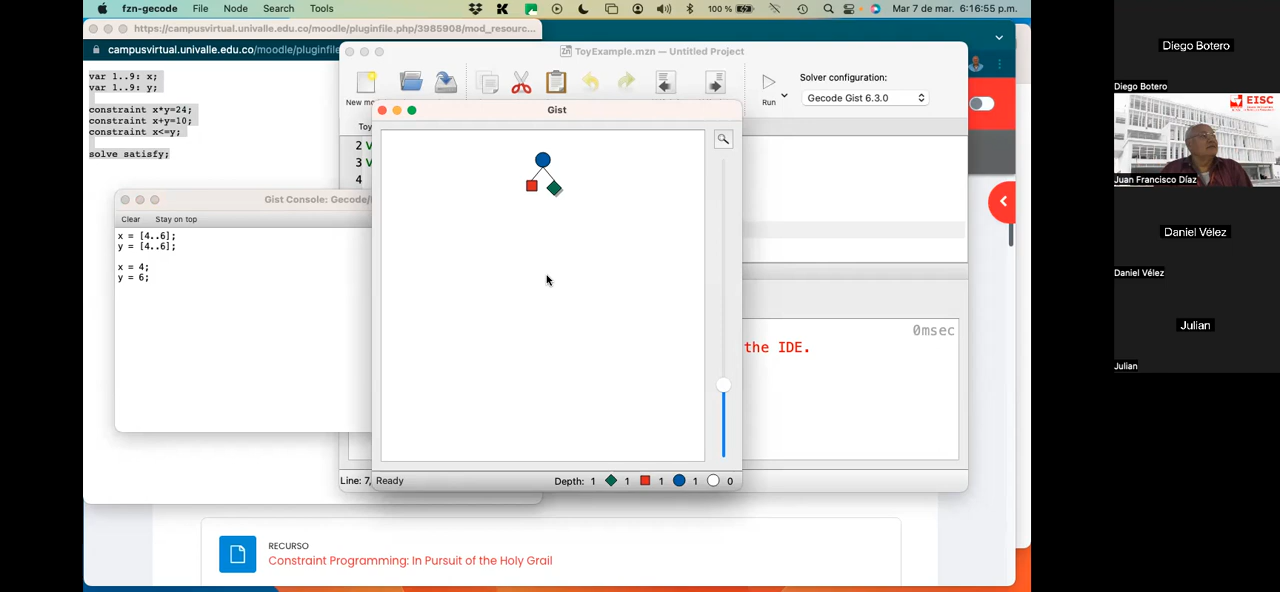 fzn-gecode File Node Search Tools
100 % Mar 7 de mar. 6:16:55 p.m.
https://campusvirtual.univalle.edu.co/moodle/pluginfile.php/3985908/mod_resourc...
campusvirtual.univalle.edu.co/moodle/pluginfile
var 1..9: x;
var 1..9: y;
constraint x*y=24;
constraint x+y=10;
constraint x<=y;
solve satisfy;
ToyExample.mzn — Untitled Project
New mo
Run
Solver configuration:
Gecode Gist 6.3.0
Toy
2 v
3 v
4
Gist
Gist Console: Gecode/
Clear Stay on top
x = [4..6];
y = [4..6];
x = 4;
y = 6;
0msec
the IDE.
Line: 7,
Ready
Depth: 1 1 1 1 0
RECURSO
Constraint Programming: In Pursuit of the Holy Grail
Diego Botero
Diego Botero
EISC
Juan Francisco Díaz
Daniel Vélez
Daniel Vélez
Julian
Julian